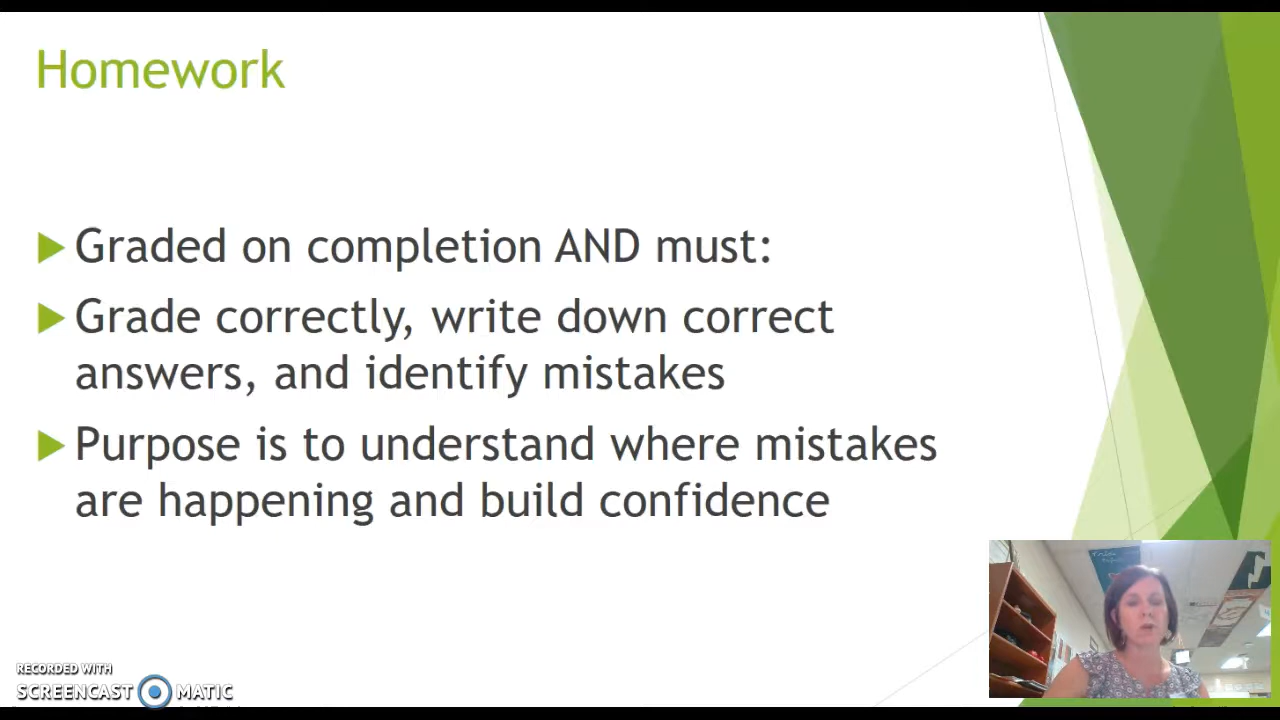 Homework
Graded on completion AND must:
Grade correctly, write down correct
answers, and identify mistakes
Purpose is to understand where mistakes
are happening and build confidence
RECORDED WITH
SCREENCAST MATIC